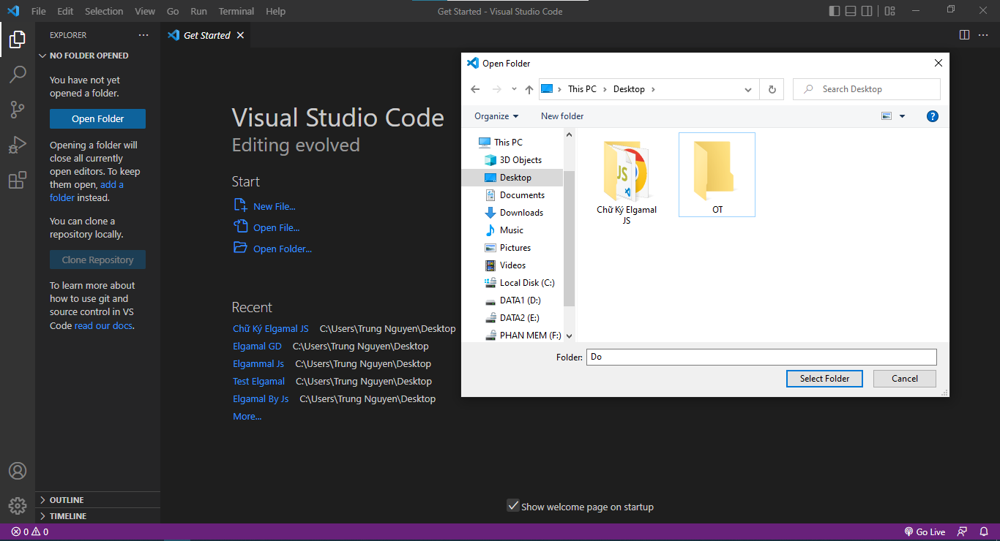 File Edit Selection View Go Run Terminal Help
Get Started - Visual Studio Code
EXPLORER
NO FOLDER OPENED
You have not yet
opened a folder.
Open Folder
Opening a folder will
close all currently
open editors. To keep
them open, add a
folder instead.
You can clone a
repository locally.
Clone Repository
To learn more about
how to use git and
source control in VS
Code read our docs.
OUTLINE
TIMELINE
Get Started
Visual Studio Code
Editing evolved
Start
New File...
Open File...
Open Folder...
Recent
Chữ Ký Elgamal JS C:\Users\Trung Nguyen\Desktop
Elgamal GD C:\Users\Trung Nguyen\Desktop
Elgammal Js C:\Users\Trung Nguyen\Desktop
Test Elgamal C:\Users\Trung Nguyen\Desktop
Elgamal By Js C:\Users\Trung Nguyen\Desktop
More...
Show welcome page on startup
Open Folder
This PC Desktop
Search Desktop
Organize New folder
This PC
3D Objects
Desktop
Documents
Downloads
Music
Pictures
Videos
Local Disk (C:)
DATA1 (D:)
DATA2 (E:)
PHAN MEM (F:)
JS
Chữ Ký Elgamal
JS
OT
Folder: Do
Select Folder Cancel
0 0
Go Live